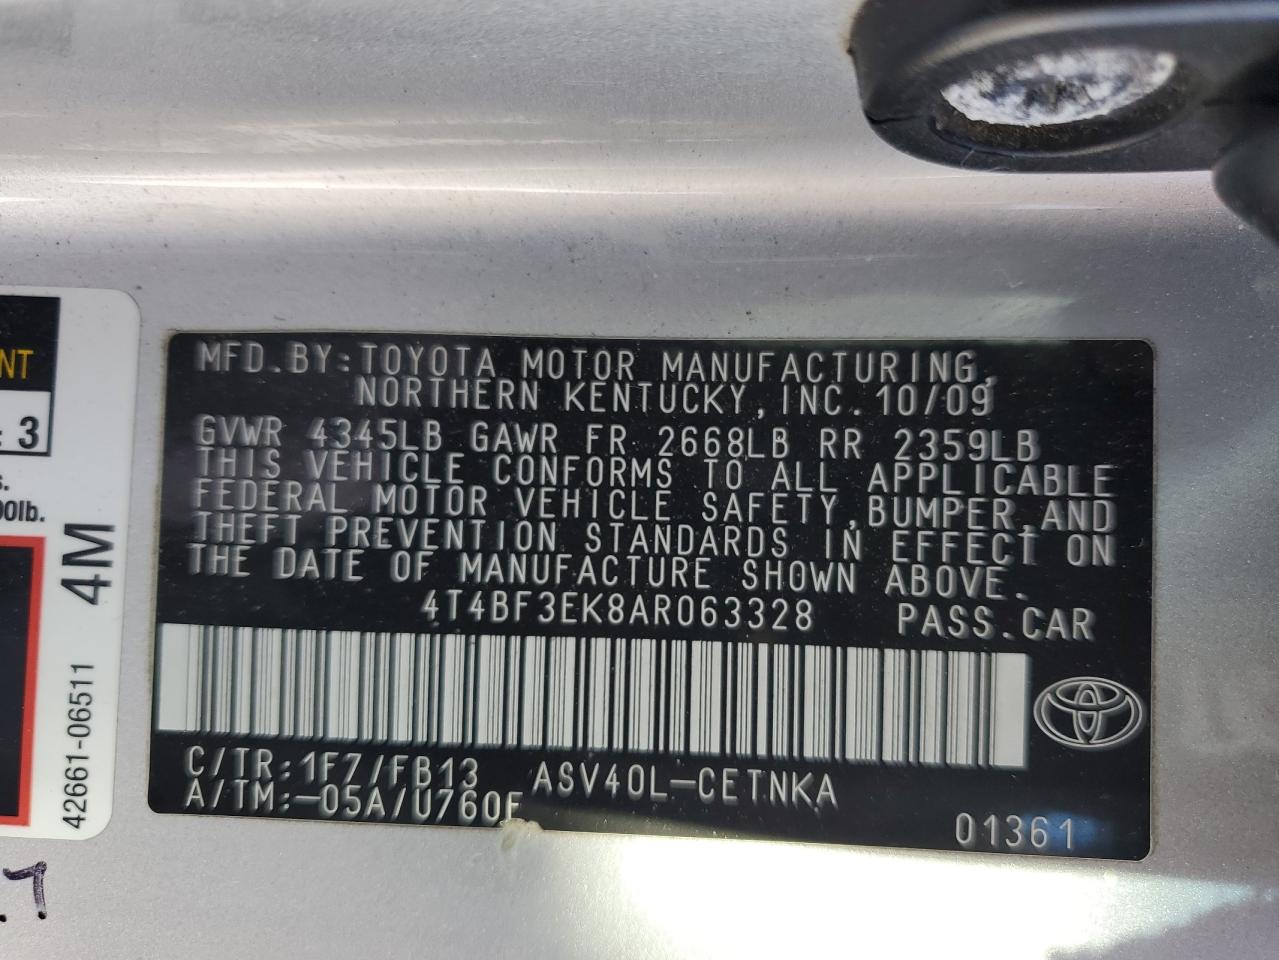 MFD.BY:TOYOTA MOTOR MANUFACTURING,
NORTHERN KENTUCKY,INC.10/09
GVWR 4345LB GAWR FR 2668LB RR 2359LB
THIS VEHICLE CONFORMS TO ALL APPLICABLE
FEDERAL MOTOR VEHICLE SAFETY,BUMPER,AND
THEFT PREVENTION STANDARDS IN EFFECT ON
THE DATE OF MANUFACTURE SHOWN ABOVE.
4T4BF3EK8AR063328 PASS.CAR
C/TR:1F7/FB13 ASV40L-CETNKA
A/TM:-05A/U760E
01361
NT
: 3
s.
00lb.
4M
42661-06511
.7